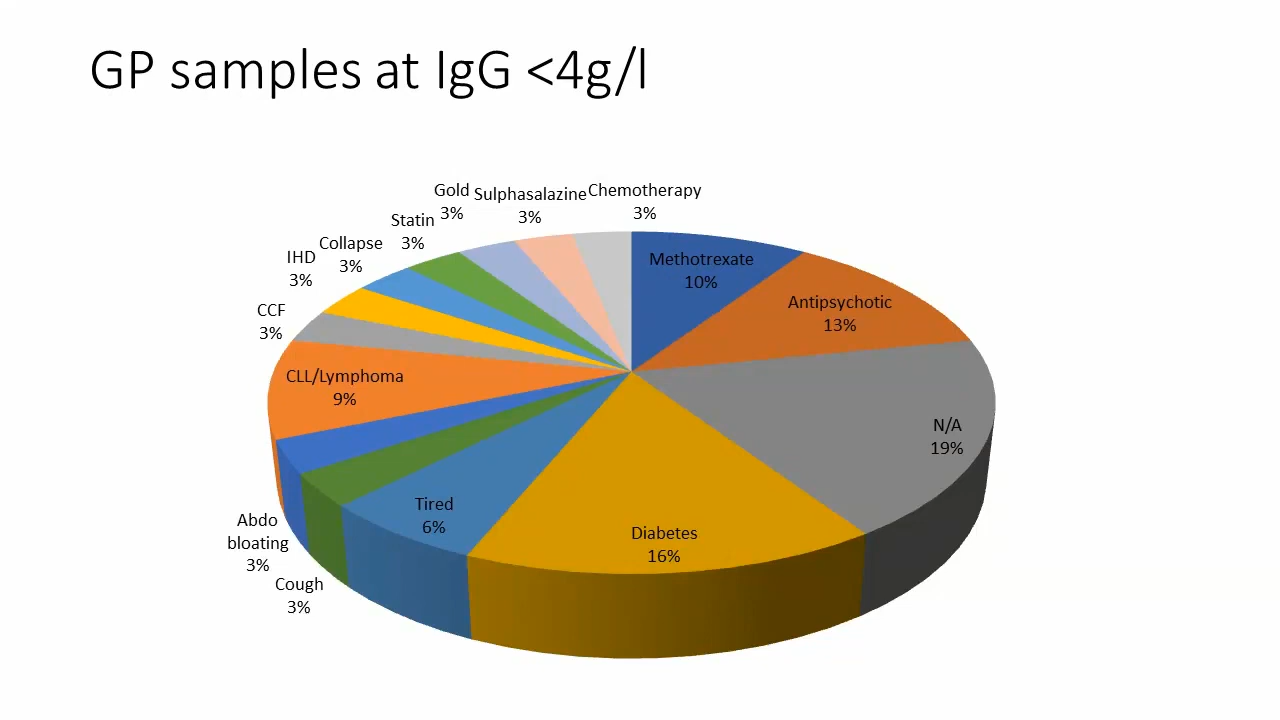 GP samples at IgG <4g/l
Methotrexate
10%
Antipsychotic
13%
N/A
19%
Diabetes
16%
Tired
6%
Cough
3%
Abdo
bloating
3%
CLL/Lymphoma
9%
CCF
3%
IHD
3%
Collapse
3%
Statin
3%
Gold
3%
Sulphasalazine
3%
Chemotherapy
3%